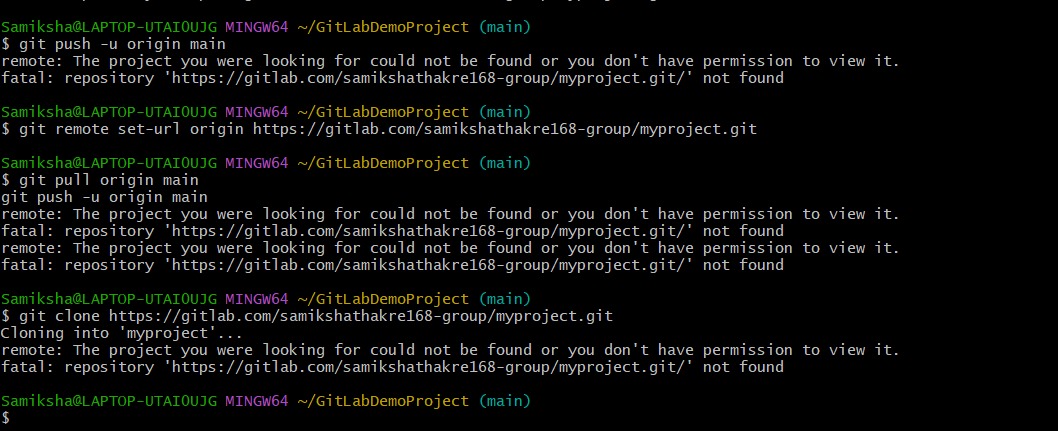 Samiksha@LAPTOP-UTAI0UJG MINGW64 ~/GitLabDemoProject (main)
$ git push -u origin main
remote: The project you were looking for could not be found or you don't have permission to view it.
fatal: repository 'https://gitlab.com/samikshathakre168-group/myproject.git/' not found
Samiksha@LAPTOP-UTAI0UJG MINGW64 ~/GitLabDemoProject (main)
$ git remote set-url origin https://gitlab.com/samikshathakre168-group/myproject.git
Samiksha@LAPTOP-UTAI0UJG MINGW64 ~/GitLabDemoProject (main)
$ git pull origin main
git push -u origin main
remote: The project you were looking for could not be found or you don't have permission to view it.
fatal: repository 'https://gitlab.com/samikshathakre168-group/myproject.git/' not found
remote: The project you were looking for could not be found or you don't have permission to view it.
fatal: repository 'https://gitlab.com/samikshathakre168-group/myproject.git/' not found
Samiksha@LAPTOP-UTAI0UJG MINGW64 ~/GitLabDemoProject (main)
$ git clone https://gitlab.com/samikshathakre168-group/myproject.git
Cloning into 'myproject'...
remote: The project you were looking for could not be found or you don't have permission to view it.
fatal: repository 'https://gitlab.com/samikshathakre168-group/myproject.git/' not found
Samiksha@LAPTOP-UTAI0UJG MINGW64 ~/GitLabDemoProject (main)
$